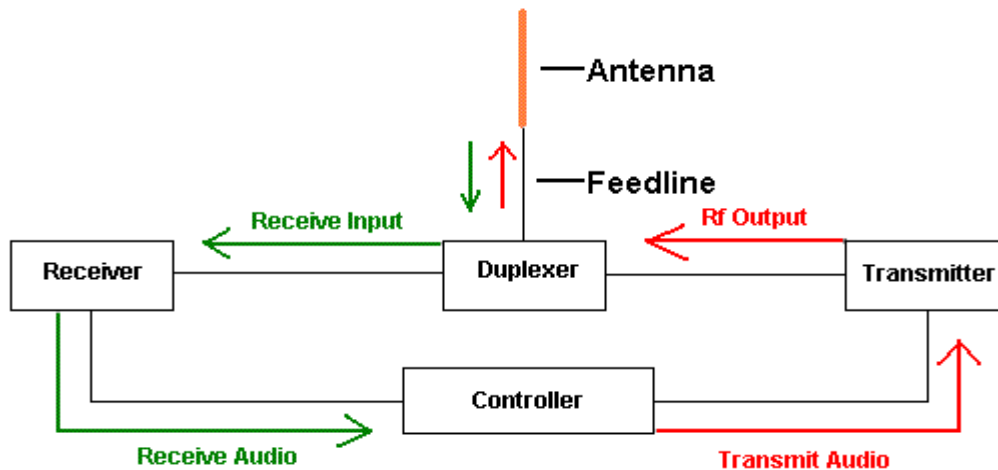 Antenna
Feedline
Receive Input
Rf Output
Receiver
Duplexer
Transmitter
Controller
Receive Audio
Transmit Audio